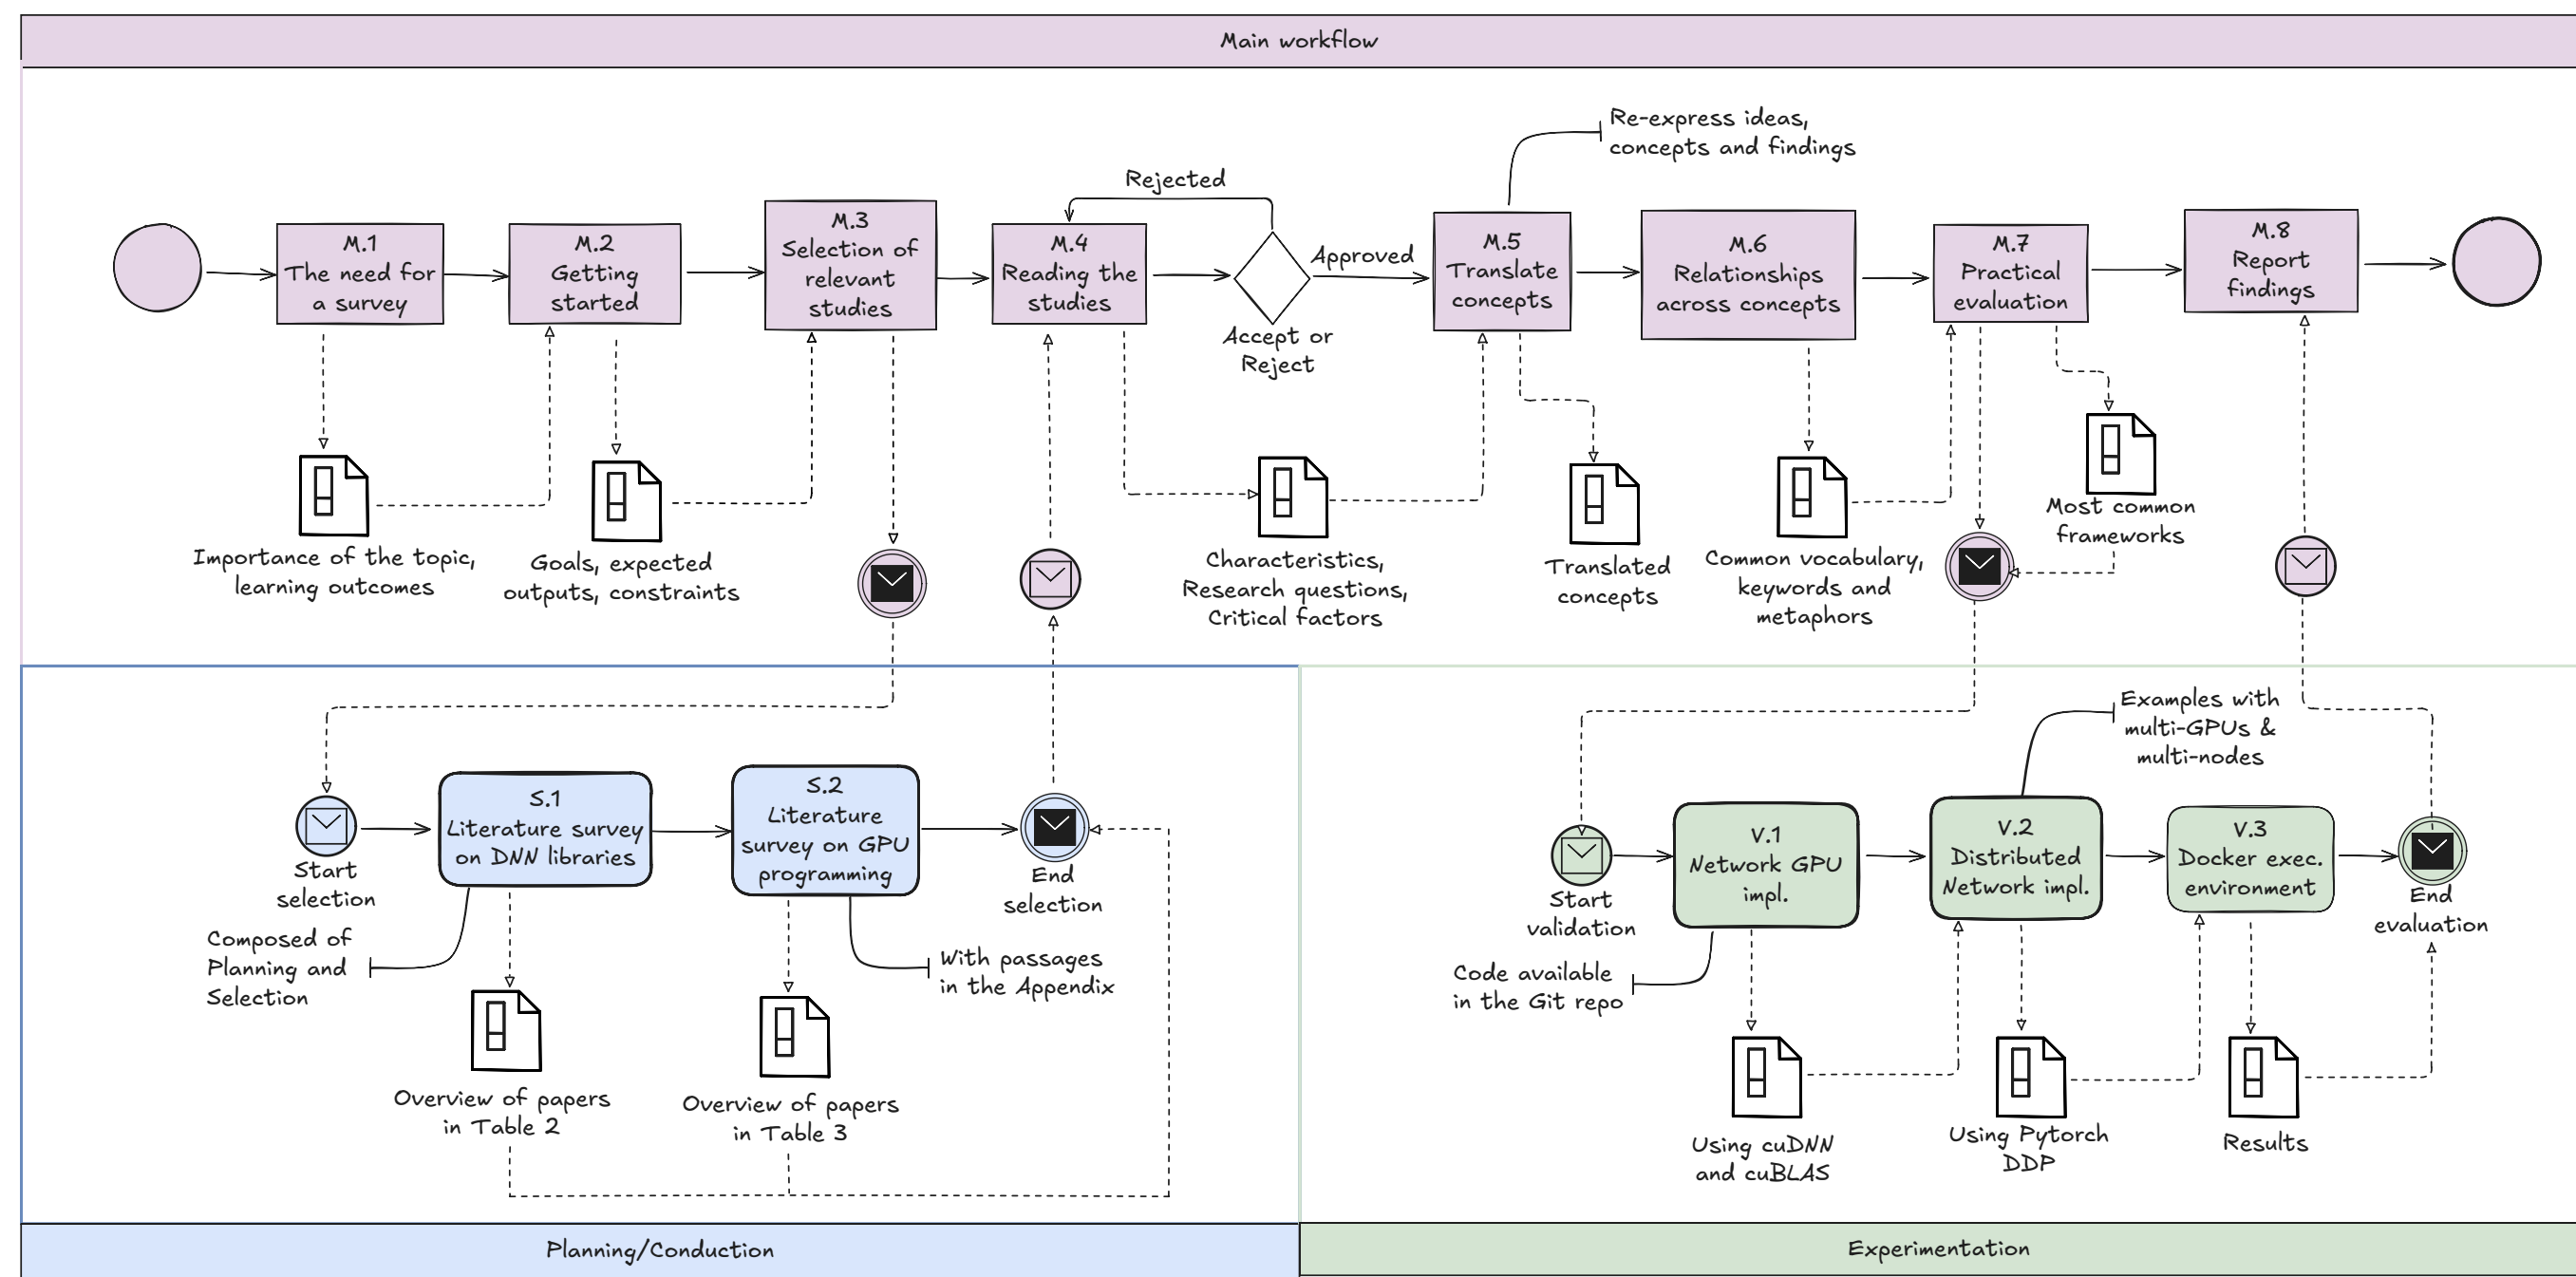 Main workflow
Re-express ideas,
concepts and findings
Rejected
M.1
The need for
a survey
M.2
Getting
started
M.3
Selection of
relevant
studies
M.4
Reading the
studies
Accept or
Reject
Approved
M.5
Translate
concepts
M.6
Relationships
across concepts
M.7
Practical
evaluation
M.8
Report
findings
Importance of the topic,
learning outcomes
Goals, expected
outputs, constraints
Characteristics,
Research questions,
Critical factors
Translated
concepts
Common vocabulary,
keywords and
metaphors
Most common
frameworks
Start
selection
S.1
Literature survey
on DNN libraries
S.2
Literature
survey on GPU
programming
End
selection
Composed of
Planning and
Selection
With passages
in the Appendix
Overview of papers
in Table 2
Overview of papers
in Table 3
Planning/Conduction
Examples with
multi-GPUs &
multi-nodes
Start
validation
V.1
Network GPU
impl.
V.2
Distributed
Network impl.
V.3
Docker exec.
environment
End
evaluation
Code available
in the Git repo
Using cuDNN
and cuBLAS
Using Pytorch
DDP
Results
Experimentation